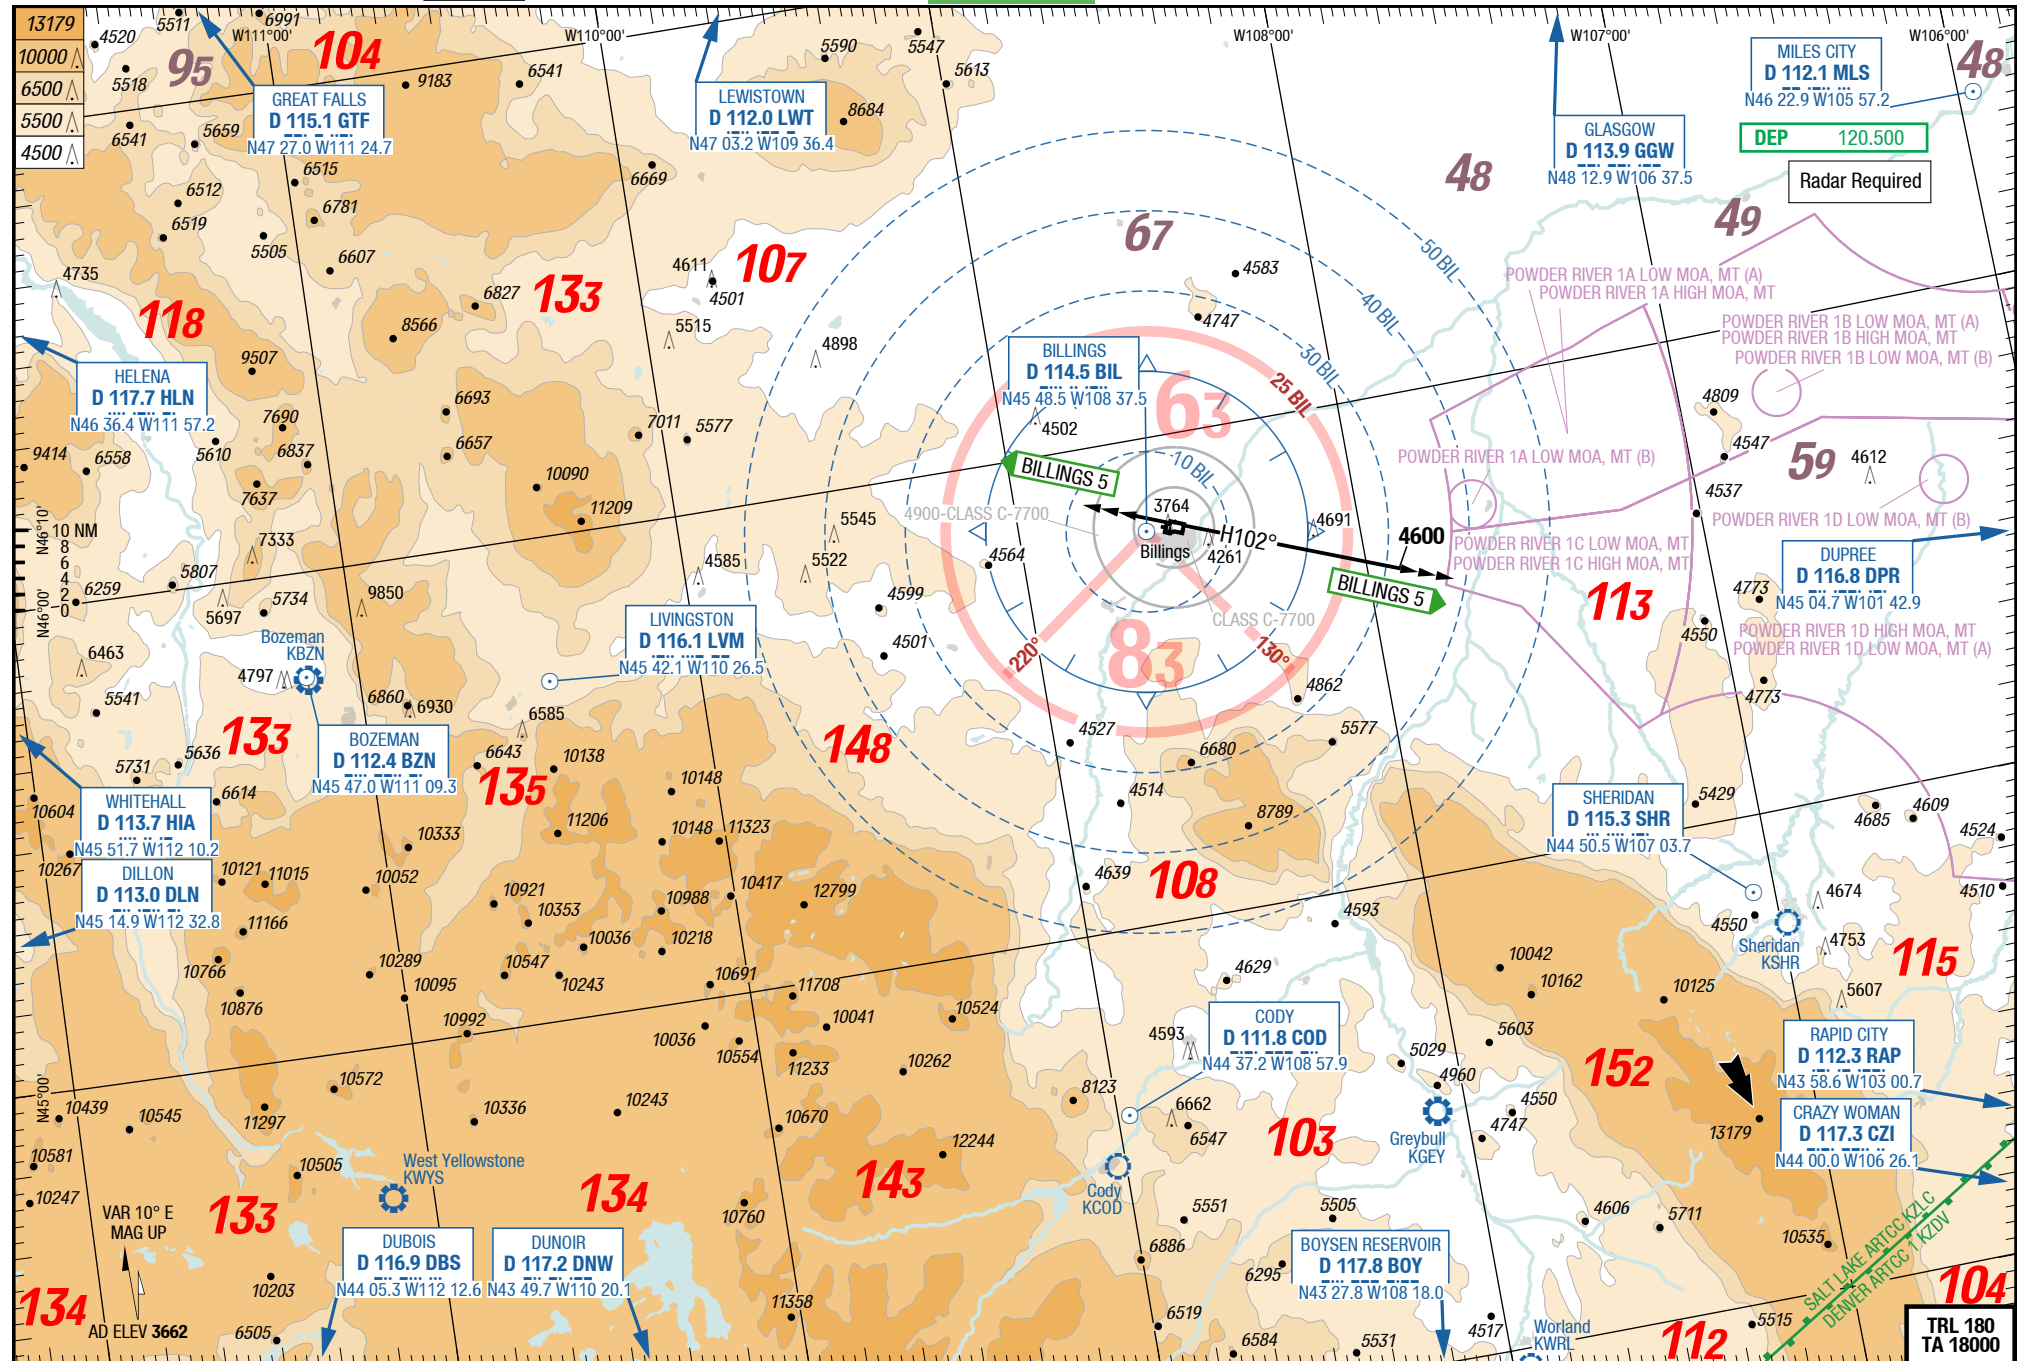 13179
10000
6500
5500
4500
4520
5511
6991
W111°00'
104
95
5518
9183
6541
W110°00'
5590
5547
5613
W108°00'
W107°00'
W106°00'
MILES CITY
D 112.1 MLS
N46 22.9 W105 57.2
48
GREAT FALLS
D 115.1 GTF
N47 27.0 W111 24.7
LEWISTOWN
D 112.0 LWT
N47 03.2 W109 36.4
8684
GLASGOW
D 113.9 GGW
N48 12.9 W106 37.5
DEP 120.500
Radar Required
6541
5659
6515
6512
6781
6519
5505
6607
6669
48
49
67
4735
118
6827
133
8566
4611
4501
107
4583
4747
50 BIL
40 BIL
30 BIL
25 BIL
10 BIL
POWDER RIVER 1A LOW MOA, MT (A)
POWDER RIVER 1A HIGH MOA, MT
POWDER RIVER 1B LOW MOA, MT (A)
POWDER RIVER 1B HIGH MOA, MT
POWDER RIVER 1B LOW MOA, MT (B)
9507
5515
4898
BILLINGS
D 114.5 BIL
N45 48.5 W108 37.5
63
HELENA
D 117.7 HLN
N46 36.4 W111 57.2
7690
6693
7011
5577
4502
4809
4547
9414
6558
5610
6837
6657
POWDER RIVER 1A LOW MOA, MT (B)
59
4612
7637
10090
11209
BILLINGS 5
4900-CLASS C-7700
3764
Billings
4261
H102°
4691
4600
4537
POWDER RIVER 1D LOW MOA, MT (B)
N46°10'
10 NM
8
6
4
2
0
N46°00'
7333
5545
5522
4585
4564
POWDER RIVER 1C LOW MOA, MT
POWDER RIVER 1C HIGH MOA, MT
DUPREE
D 116.8 DPR
N45 04.7 W101 42.9
6259
5807
9850
5697
5734
4599
BILLINGS 5
113
4773
CLASS C-7700
4550
Bozeman
KBZN
LIVINGSTON
D 116.1 LVM
N45 42.1 W110 26.5
4501
83
220°
130°
POWDER RIVER 1D HIGH MOA, MT
POWDER RIVER 1D LOW MOA, MT (A)
6463
4797
5541
6860
6930
4862
4773
133
BOZEMAN
D 112.4 BZN
N45 47.0 W111 09.3
6585
6643
135
10138
148
4527
6680
5577
5636
5731
10148
4514
8789
10604
WHITEHALL
D 113.7 HIA
N45 51.7 W112 10.2
6614
10333
11206
10148
11323
SHERIDAN
D 115.3 SHR
N44 50.5 W107 03.7
5429
4685
4609
4524
10267
DILLON
D 113.0 DLN
N45 14.9 W112 32.8
10121
11015
10052
10921
10353
10988
10417
12799
4639
108
4593
4510
4674
4550
Sheridan
KSHR
4753
115
11166
10036
10218
10766
10289
10547
10243
10691
11708
4629
10042
10162
10125
5607
10876
10095
10992
10036
10554
10041
10524
4593
CODY
D 111.8 COD
N44 37.2 W108 57.9
5603
152
RAPID CITY
D 112.3 RAP
N43 58.6 W103 00.7
N45°00'
10572
11233
10262
8123
5029
4960
10439
10545
11297
10336
10243
10670
6662
6547
103
4550
4747
Greybull
KGEY
13179
CRAZY WOMAN
D 117.3 CZI
N44 00.0 W106 26.1
10581
10505
West Yellowstone
KWYS
12244
143
Cody
KCOD
10247
VAR 10° E
MAG UP
133
134
10760
5551
5505
4606
5711
10535
DUBOIS
D 116.9 DBS
N44 05.3 W112 12.6
DUNOIR
D 117.2 DNW
N43 49.7 W110 20.1
6886
6295
BOYSEN RESERVOIR
D 117.8 BOY
N43 27.8 W108 18.0
SALT LAKE ARTCC KZLC
DENVER ARTCC 1 KZDV
134
10203
AD ELEV 3662
6505
11358
6519
6584
5531
4517
Worland
KWRL
112
5515
104
TRL 180
TA 18000